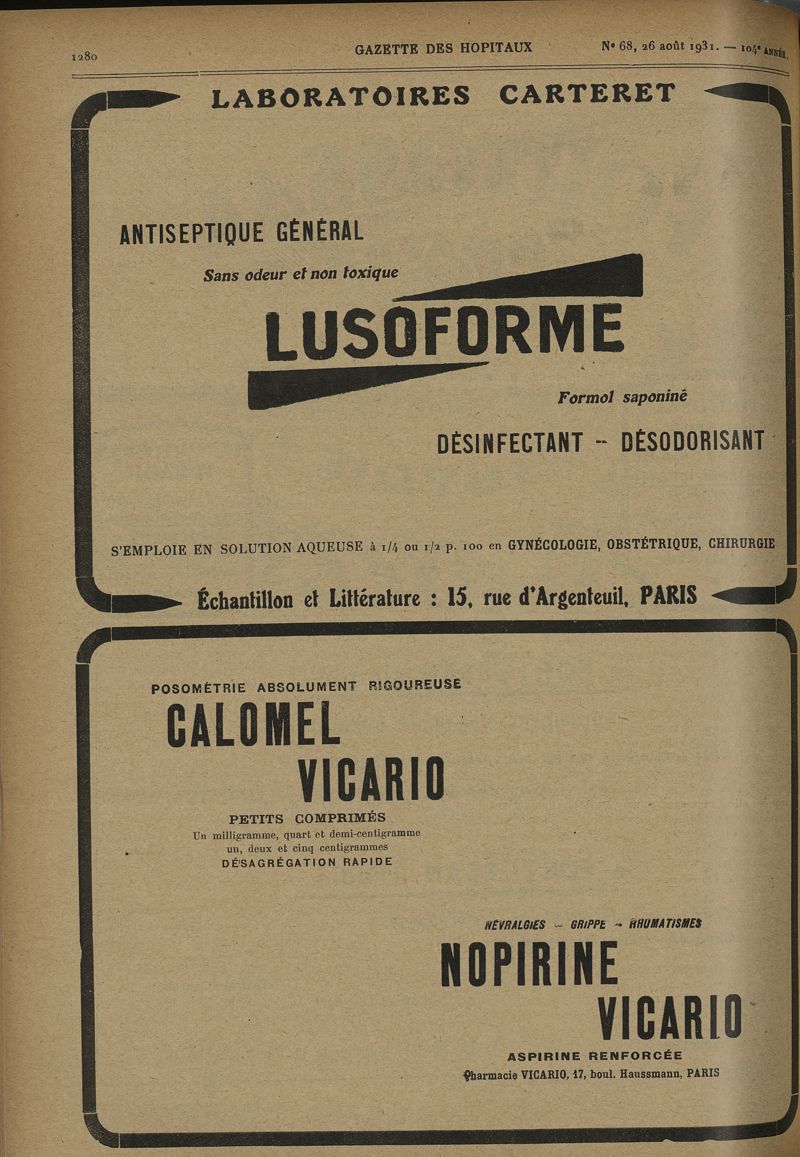 1280
GAZETTE DES HOPITAUX
N° 68, 26 août 1931. — 104e ANNÉE.
LABORATOIRES CARTERET
ANTISEPTIQUE GÉNÉRAL
Sans odeur et non toxique
LUSOFORME
Formol saponiné
DÉSINFECTANT -- DÉSODORISANT
S'EMPLOIE EN SOLUTION AQUEUSE à 1/4 ou 1/2 p. 100 en GYNÉCOLOGIE, OBSTÉTRIQUE, CHIRURGIE
Échantillon et Littérature : 15, rue d'Argenteuil, PARIS
POSOMÉTRIE ABSOLUMENT RIGOUREUSE
CALOMEL
VICARIO
PETITS COMPRIMÉS
Un milligramme, quart et demi-centigramme
un, deux et cinq centigrammes
DÉSAGRÉGATION RAPIDE
NÉVRALGIES -- GRIPPE -- RHUMATISMES
NOPIRINE
VICARIO
ASPIRINE RENFORCÉE
Pharmacie VICARIO, 17, boul. Haussmann, PARIS